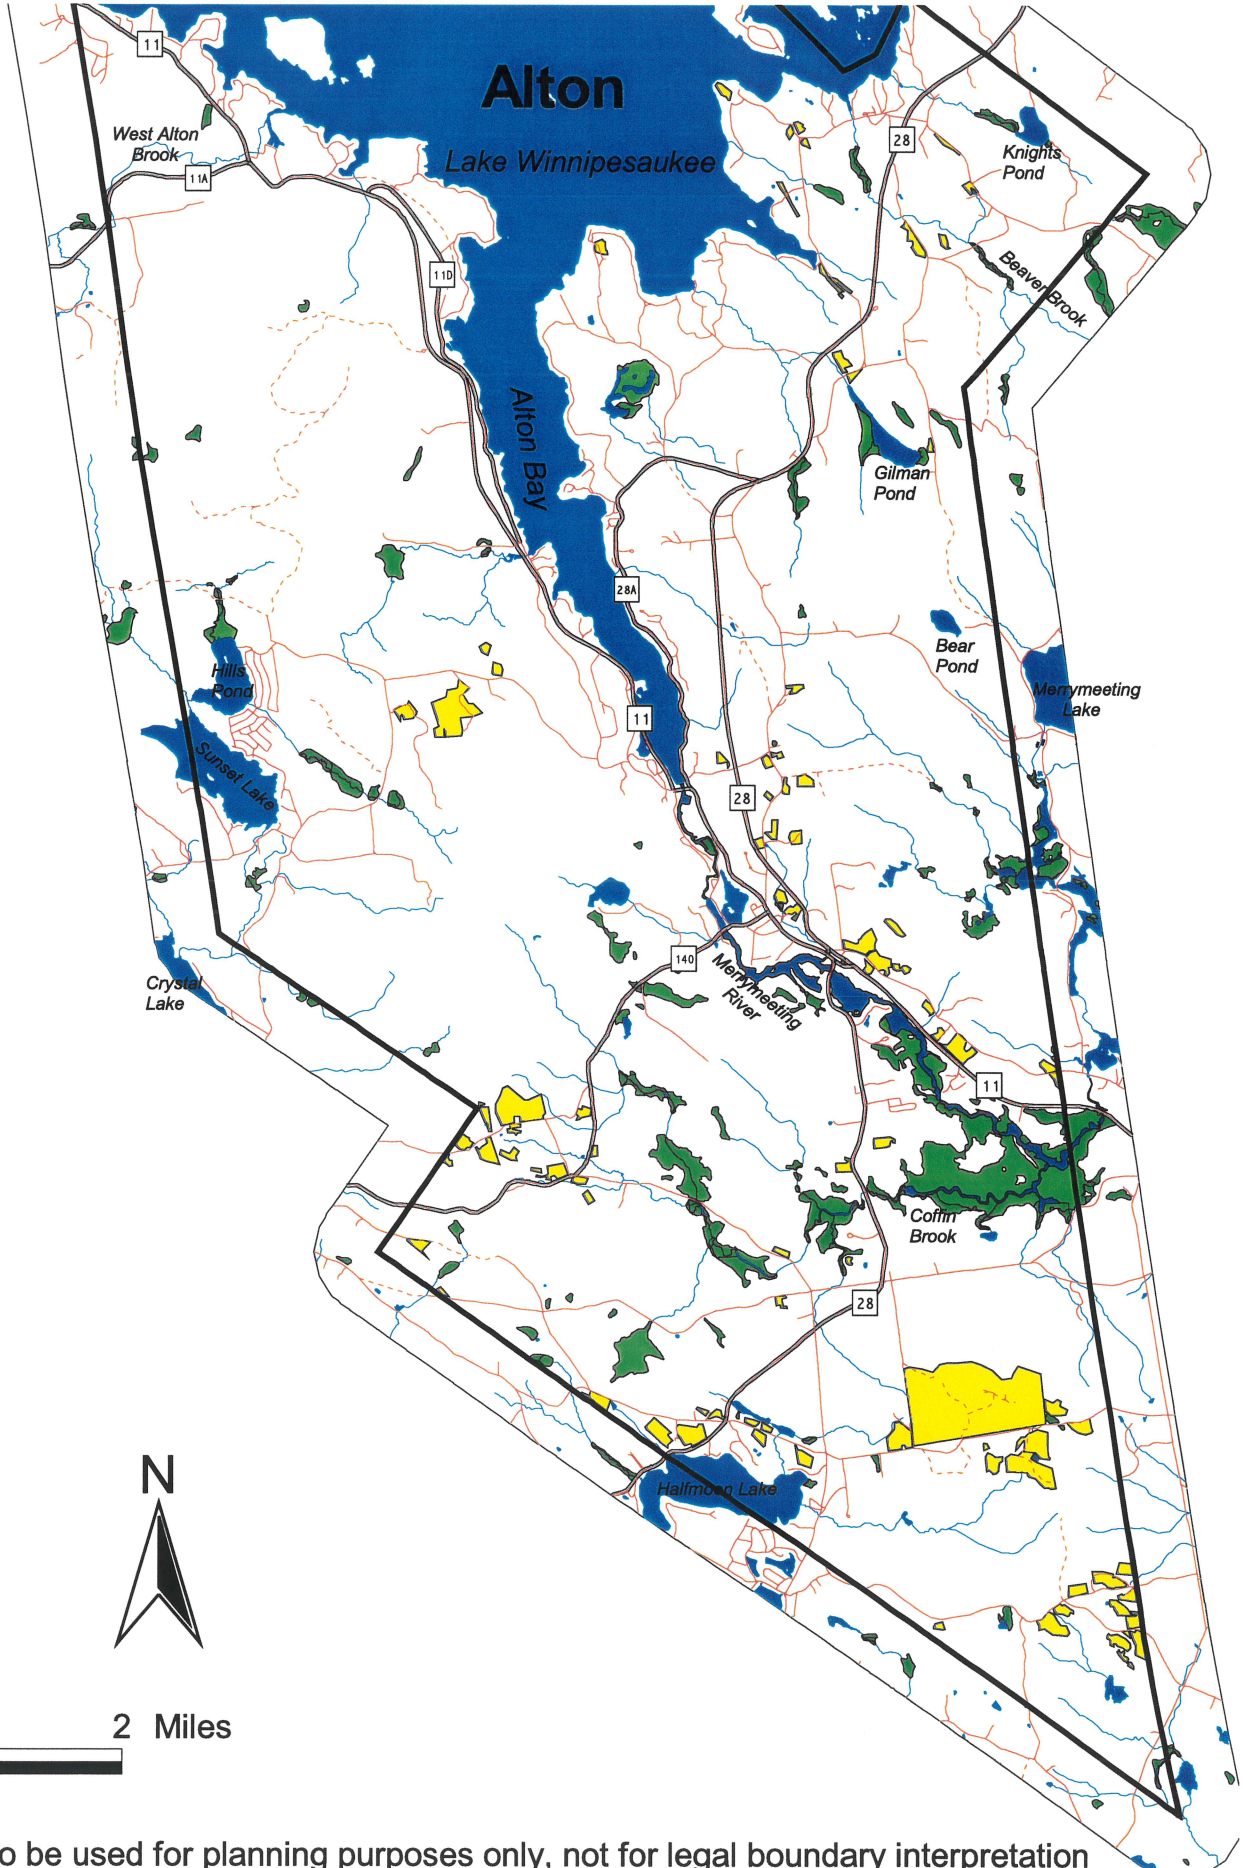 11
Alton
West Alton
Brook
28
Knights
Pond
Lake Winnipesaukee
11A
11D
Beaver Brook
Alton Bay
Gilman
Pond
28A
Bear
Pond
Hills
Pond
Merrymeeting
Lake
11
Sunset Lake
28
140
Merrymeeting
River
Crystal
Lake
11
Coffin
Brook
28
N
Halfmoon Lake
2 Miles
o be used for planning purposes only, not for legal boundary interpretation